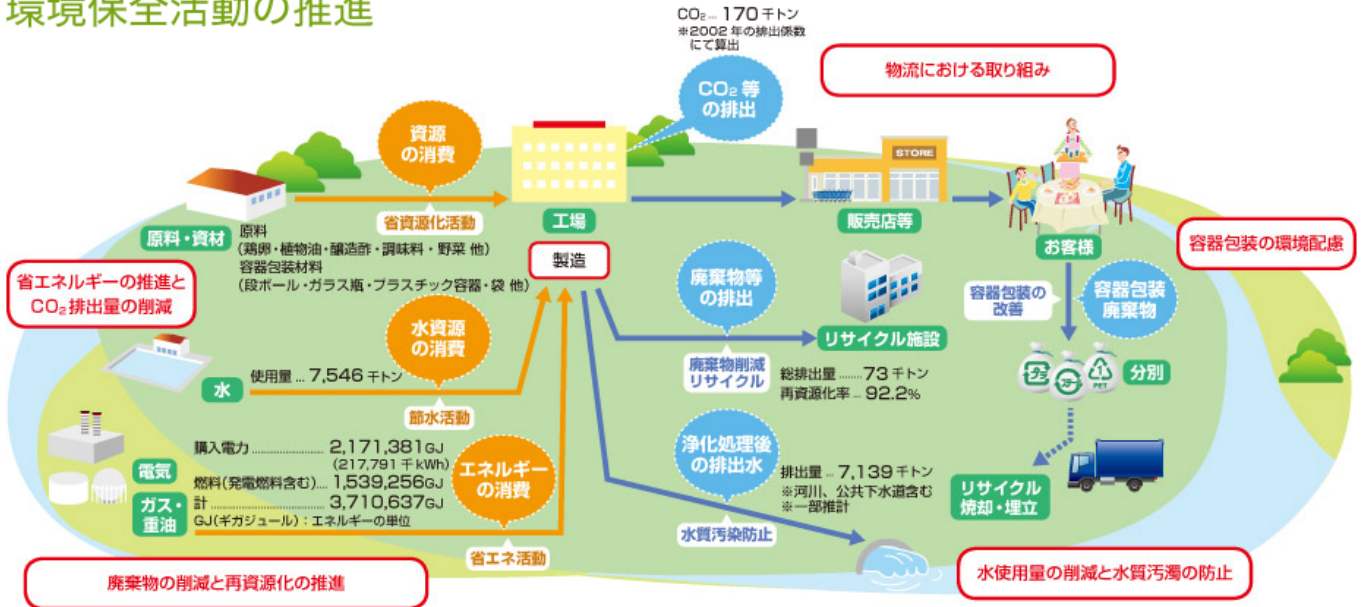 環境保全活動の推進
CO₂… 170 千トン
※2002 年の排出係数
にて算出
物流における取り組み
CO₂ 等
の排出
資源
の消費
STORE
省資源化活動
工場
販売店等
お客様
原料・資材
原料
(鶏卵・植物油・醸造酢・調味料・野菜 他)
容器包装材料
(段ボール・ガラス瓶・プラスチック容器・袋 他)
製造
容器包装の環境配慮
省エネルギーの推進と
CO₂ 排出量の削減
廃棄物等
の排出
容器包装の
改善
容器包装
廃棄物
水資源
の消費
リサイクル施設
廃棄物削減
リサイクル
総排出量 ……73 千トン
再資源化率 … 92.2%
PET
分別
水
使用量 … 7,546 千トン
節水活動
浄化処理後
の排出水
排出量 … 7,139 千トン
※河川、公共下水道含む
※一部推計
水質汚染防止
電気
ガス・
重油
購入電力 ………………… 2,171,381GJ
(217,791 千 kWh)
燃料(発電燃料含む)… 1,539,256GJ
計 ……………………… 3,710,637GJ
GJ(ギガジュール)：エネルギーの単位
エネルギー
の消費
省エネ活動
リサイクル
焼却・埋立
廃棄物の削減と再資源化の推進
水使用量の削減と水質汚濁の防止